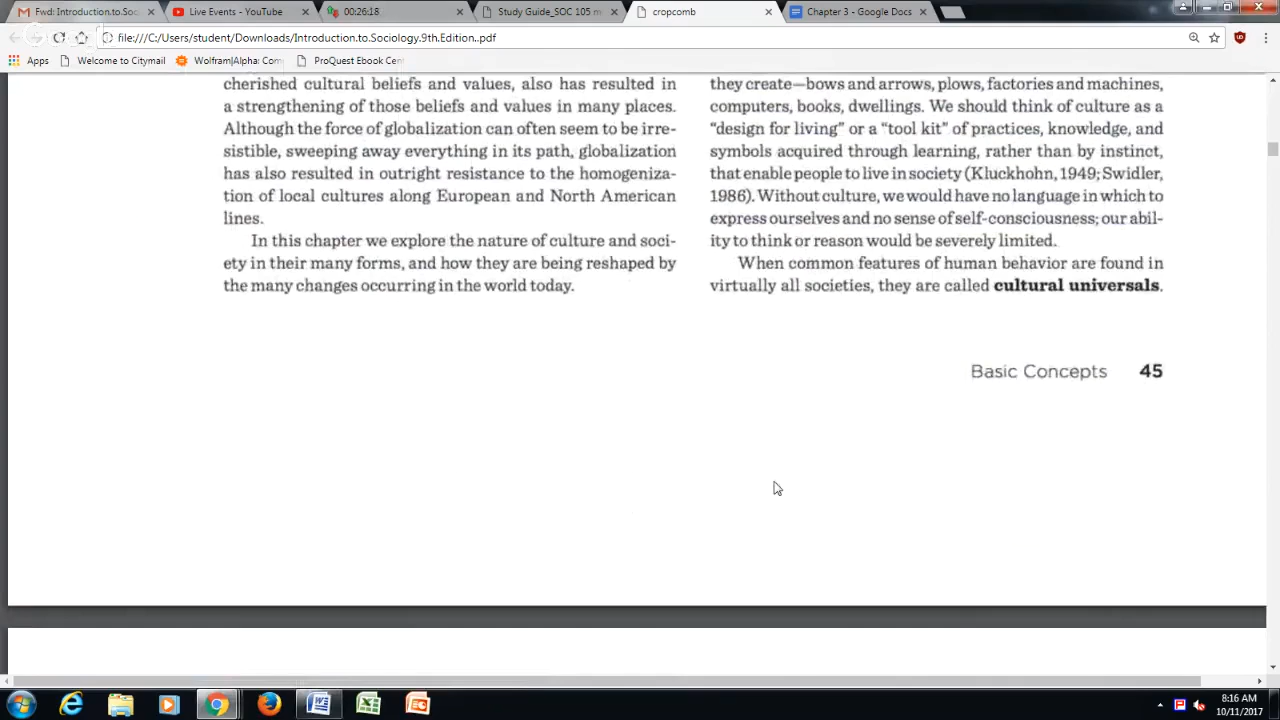 Fwd: Introduction.to.Soc
Live Events - YouTube
00:26:18
Study Guide_SOC 105 m
cropcomb
Chapter 3 - Google Docs
file:///C:/Users/student/Downloads/Introduction.to.Sociology.9th.Edition..pdf
Apps
Welcome to Citymail
Wolfram|Alpha: Com
ProQuest Ebook Cen
cherished cultural beliefs and values, also has resulted in
a strengthening of those beliefs and values in many places.
Although the force of globalization can often seem to be irre-
sistible, sweeping away everything in its path, globalization
has also resulted in outright resistance to the homogeniza-
tion of local cultures along European and North American
lines.
In this chapter we explore the nature of culture and soci-
ety in their many forms, and how they are being reshaped by
the many changes occurring in the world today.
they create—bows and arrows, plows, factories and machines,
computers, books, dwellings. We should think of culture as a
“design for living” or a “tool kit” of practices, knowledge, and
symbols acquired through learning, rather than by instinct,
that enable people to live in society (Kluckhohn, 1949; Swidler,
1986). Without culture, we would have no language in which to
express ourselves and no sense of self-consciousness; our abil-
ity to think or reason would be severely limited.
When common features of human behavior are found in
virtually all societies, they are called cultural universals.
Basic Concepts 45
8:16 AM
10/11/2017